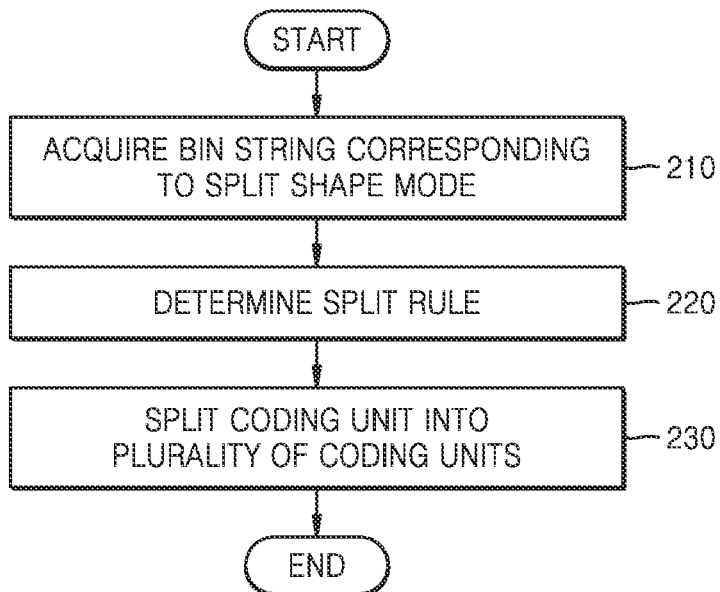 START
ACQUIRE BIN STRING CORRESPONDING
TO SPLIT SHAPE MODE
210
DETERMINE SPLIT RULE
220
SPLIT CODING UNIT INTO
PLURALITY OF CODING UNITS
230
END